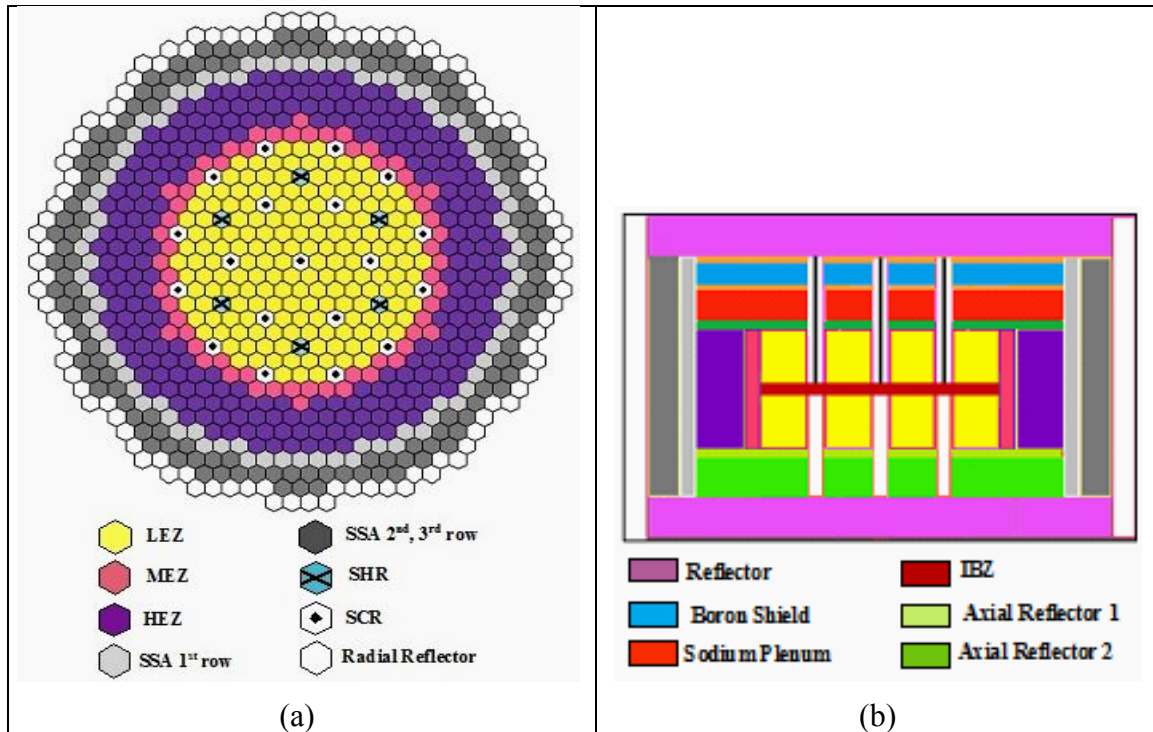 LEZ
MEZ
HEZ
SSA 1st row
SSA 2nd, 3rd row
SHR
SCR
Radial Reflector
(a)
Reflector
Boron Shield
Sodium Plenum
IBZ
Axial Reflector 1
Axial Reflector 2
(b)